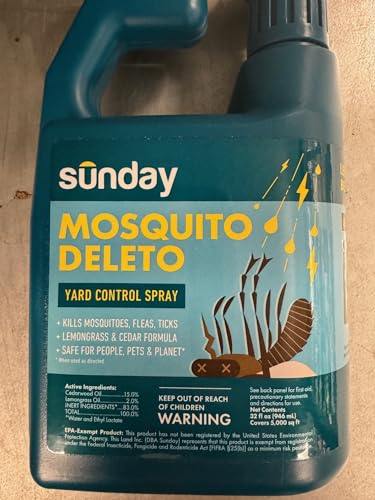 sunday
MOSQUITO
DELETO
YARD CONTROL SPRAY
+ KILLS MOSQUITOES, FLEAS, TICKS
+ LEMONGRASS & CEDAR FORMULA
+ SAFE FOR PEOPLE, PETS & PLANET*
* When used as directed
Active Ingredients:
Cedarwood Oil...................15.0%
Lemongrass Oil..................2.0%
INERT INGREDIENTS*...83.0%
TOTAL.........................100.0%
*Water and Ethyl Lactate
KEEP OUT OF REACH
OF CHILDREN
WARNING
See back panel for first aid,
precautionary statements
and directions for use.
Net Contents
32 fl oz (946 mL)
Covers 5,000 sq ft
EPA-Exempt Product: This product has not been registered by the United States Environmental
Protection Agency. This Land Inc. (DBA Sunday) represents that this product is exempt from registration
under the Federal Insecticide, Fungicide and Rodenticide Act [FIFRA §25(b)] as a minimum risk pesticide.